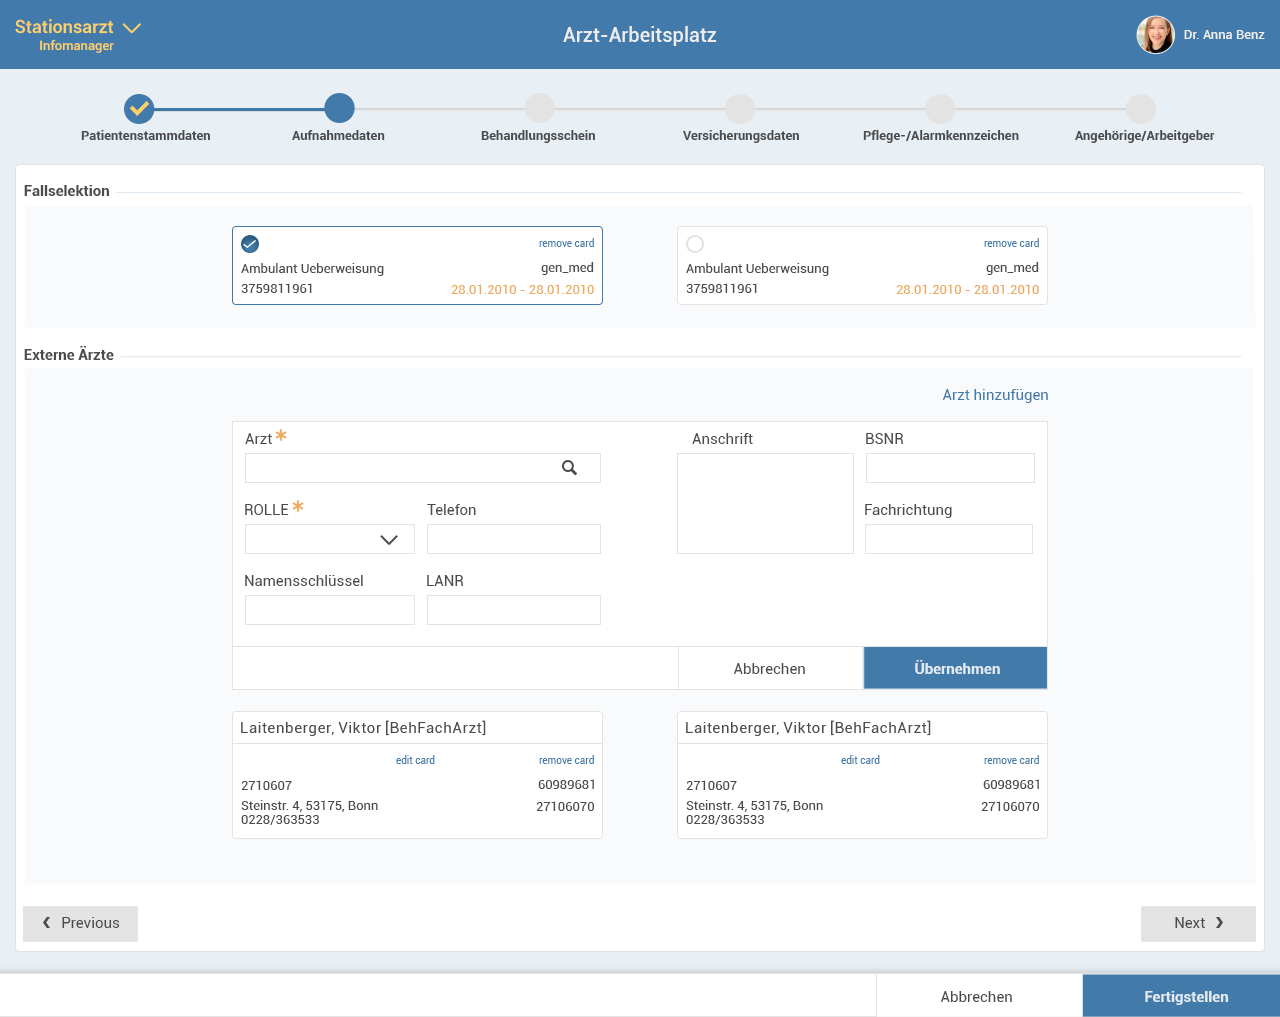 Stationsarzt
Infomanager
Arzt-Arbeitsplatz
Dr. Anna Benz
Patientenstammdaten
Aufnahmedaten
Behandlungsschein
Versicherungsdaten
Pflege-/Alarmkennzeichen
Angehörige/Arbeitgeber
Fallselektion
remove card
Ambulant Ueberweisung gen_med
3759811961 28.01.2010 - 28.01.2010
remove card
Ambulant Ueberweisung gen_med
3759811961 28.01.2010 - 28.01.2010
Externe Ärzte
Arzt hinzufügen
Arzt*
Anschrift
BSNR
ROLLE*
Telefon
Fachrichtung
Namensschlüssel
LANR
Abbrechen
Übernehmen
Laitenberger, Viktor [BehFachArzt]
edit card remove card
2710607 60989681
Steinstr. 4, 53175, Bonn 27106070
0228/363533
Laitenberger, Viktor [BehFachArzt]
edit card remove card
2710607 60989681
Steinstr. 4, 53175, Bonn 27106070
0228/363533
Previous
Next
Abbrechen
Fertigstellen